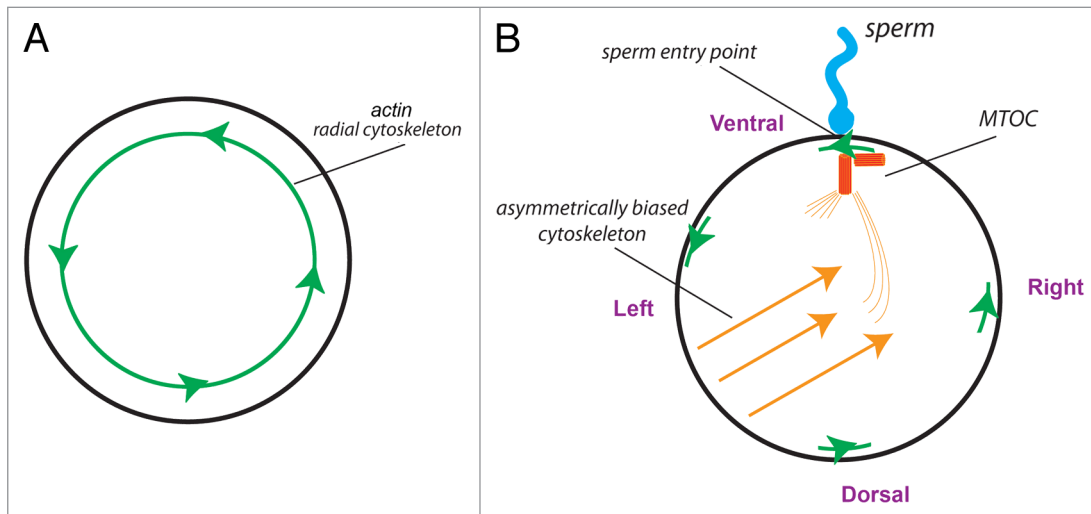 A
actin
radial cytoskeleton
B
sperm
sperm entry point
Ventral
MTOC
asymmetrically biased
cytoskeleton
Left
Right
Dorsal